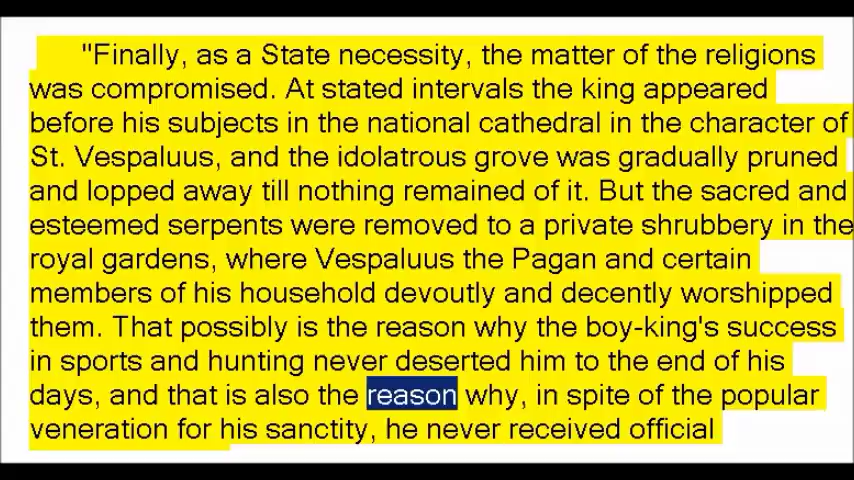 "Finally, as a State necessity, the matter of the religions
was compromised. At stated intervals the king appeared
before his subjects in the national cathedral in the character of
St. Vespaluus, and the idolatrous grove was gradually pruned
and lopped away till nothing remained of it. But the sacred and
esteemed serpents were removed to a private shrubbery in the
royal gardens, where Vespaluus the Pagan and certain
members of his household devoutly and decently worshipped
them. That possibly is the reason why the boy-king's success
in sports and hunting never deserted him to the end of his
days, and that is also the reason why, in spite of the popular
veneration for his sanctity, he never received official